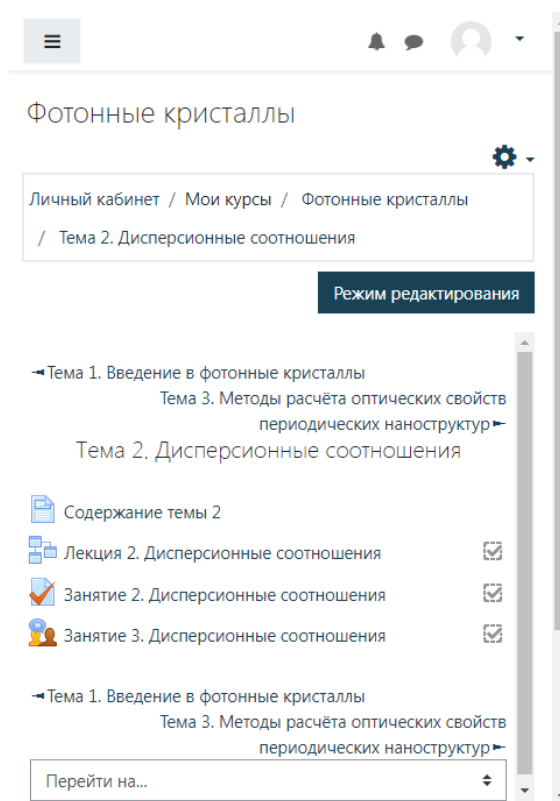 Фотонные кристаллы
Личный кабинет / Мои курсы / Фотонные кристаллы
/ Тема 2. Дисперсионные соотношения
Режим редактирования
Тема 1. Введение в фотонные кристаллы
Тема 3. Методы расчёта оптических свойств
периодических наноструктур
Тема 2. Дисперсионные соотношения
Содержание темы 2
Лекция 2. Дисперсионные соотношения
Занятие 2. Дисперсионные соотношения
Занятие 3. Дисперсионные соотношения
Тема 1. Введение в фотонные кристаллы
Тема 3. Методы расчёта оптических свойств
периодических наноструктур
Перейти на...